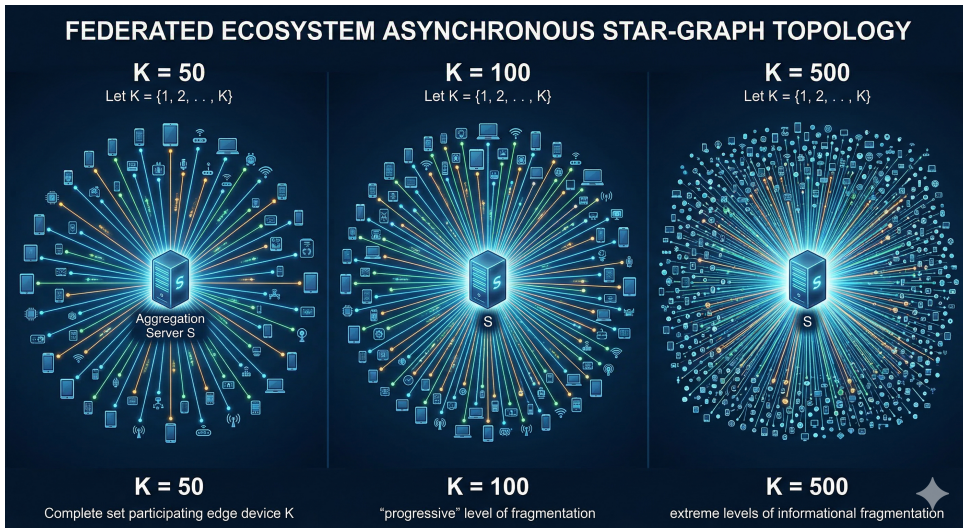 FEDERATED ECOSYSTEM ASYNCHRONOUS STAR-GRAPH TOPOLOGY
K = 50
Let K = {1, 2, . . , K}
S
Aggregation
Server S
K = 50
Complete set participating edge device K
K = 100
Let K = {1, 2, . . , K}
S
S
K = 100
“progressive” level of fragmentation
K = 500
Let K = {1, 2, . . , K}
S
S
K = 500
extreme levels of informational fragmentation